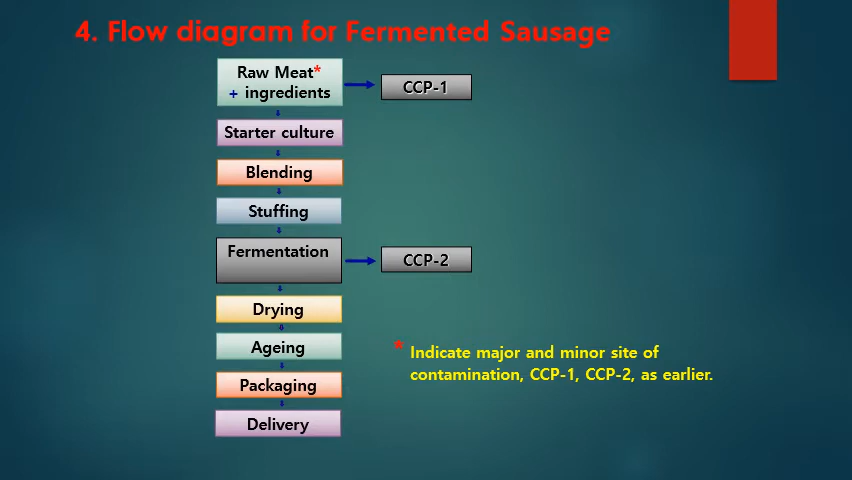 4. Flow diagram for Fermented Sausage
Raw Meat*
+ ingredients
CCP-1
Starter culture
Blending
Stuffing
Fermentation
CCP-2
Drying
Ageing
Packaging
Delivery
* Indicate major and minor site of
contamination, CCP-1, CCP-2, as earlier.